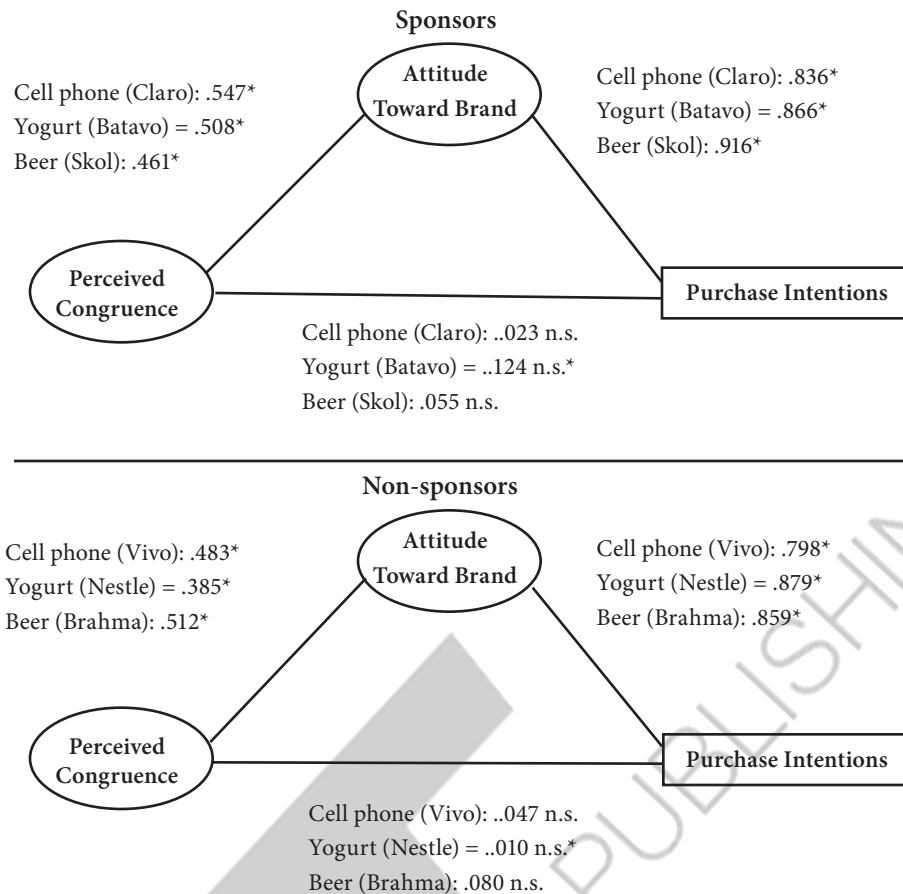 Sponsors
Attitude
Toward Brand
Cell phone (Claro): .547*
Yogurt (Batavo) = .508*
Beer (Skol): .461*
Cell phone (Claro): .836*
Yogurt (Batavo) = .866*
Beer (Skol): .916*
Perceived
Congruence
Purchase Intentions
Cell phone (Claro): ..023 n.s.
Yogurt (Batavo) = ..124 n.s.*
Beer (Skol): .055 n.s.
Non-sponsors
Attitude
Toward Brand
Cell phone (Vivo): .483*
Yogurt (Nestle) = .385*
Beer (Brahma): .512*
Cell phone (Vivo): .798*
Yogurt (Nestle) = .879*
Beer (Brahma): .859*
Perceived
Congruence
Purchase Intentions
Cell phone (Vivo): ..047 n.s.
Yogurt (Nestle) = ..010 n.s.*
Beer (Brahma): .080 n.s.